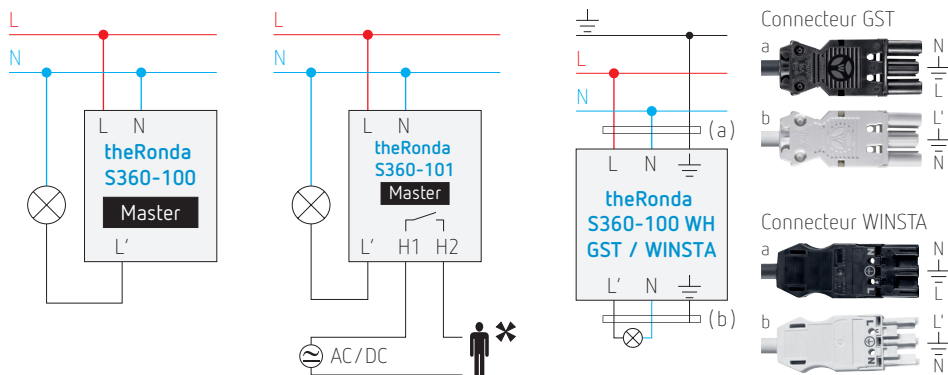 L
N
L N
theRonda
S360-100
Master
L'
L
N
L N
theRonda
S360-101
Master
L' H1 H2
AC/DC
L
N
(a)
L N
theRonda
S360-100 WH
GST / WINSTA
L' N
(b)
Connecteur GST
a
N
L
b
L'
N
Connecteur WINSTA
a
N
L
b
L'
N